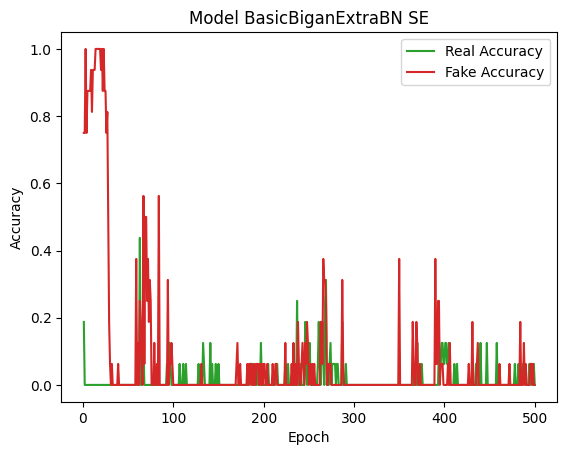 Model BasicBiganExtraBN SE
Real Accuracy
Fake Accuracy
1.0
0.8
0.6
0.4
0.2
0.0
Accuracy
0
100
200
300
400
500
Epoch